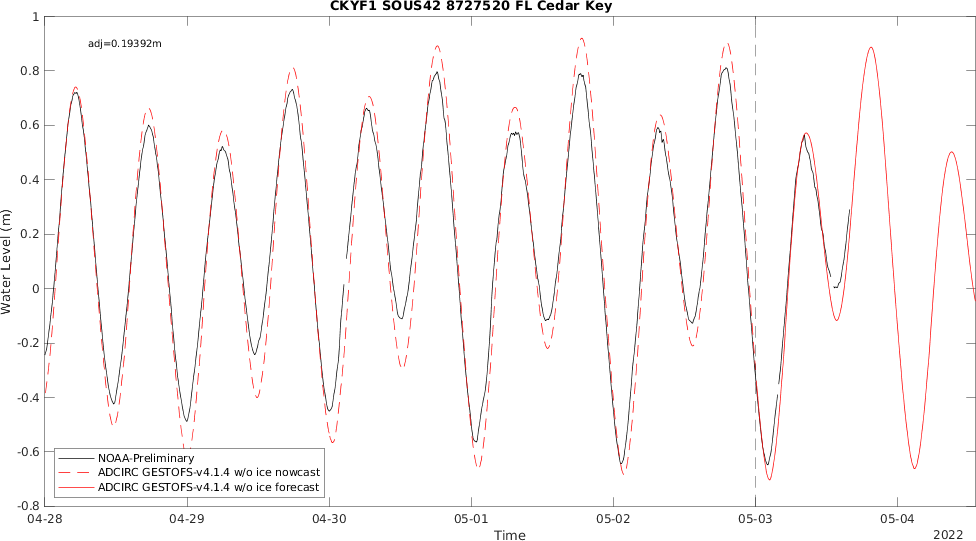 CKYF1 SOUS42 8727520 FL Cedar Key
adj=0.19392m
1
0.8
0.6
0.4
0.2
0
-0.2
-0.4
-0.6
-0.8
Water Level (m)
NOAA-Preliminary
ADCIRC GESTOFS-v4.1.4 w/o ice nowcast
ADCIRC GESTOFS-v4.1.4 w/o ice forecast
04-28 04-29 04-30 05-01 05-02 05-03 05-04
Time
2022